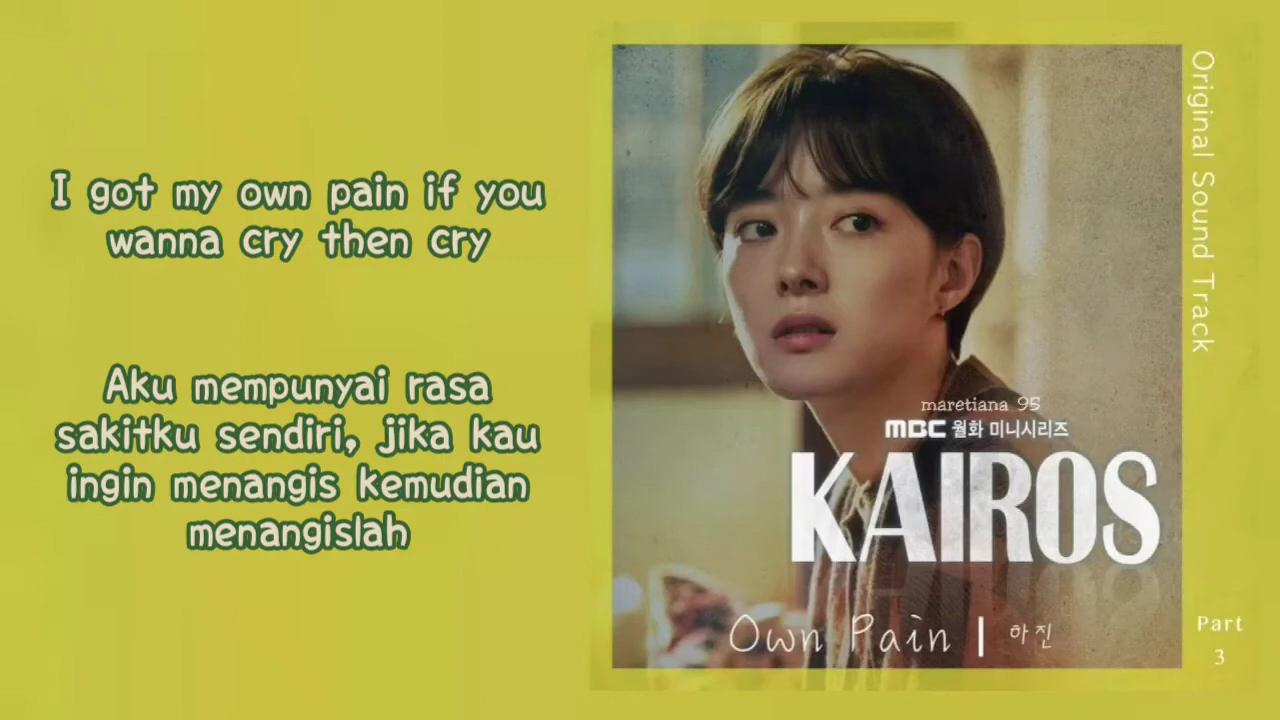 I got my own pain if you
wanna cry then cry
Aku mempunyai rasa
sakitku sendiri, jika kau
ingin menangis kemudian
menangislah
Original Sound Track
maretiana 95
MBC 월화 미니시리즈
KAIROS
Own Pain | 하진
Part
3